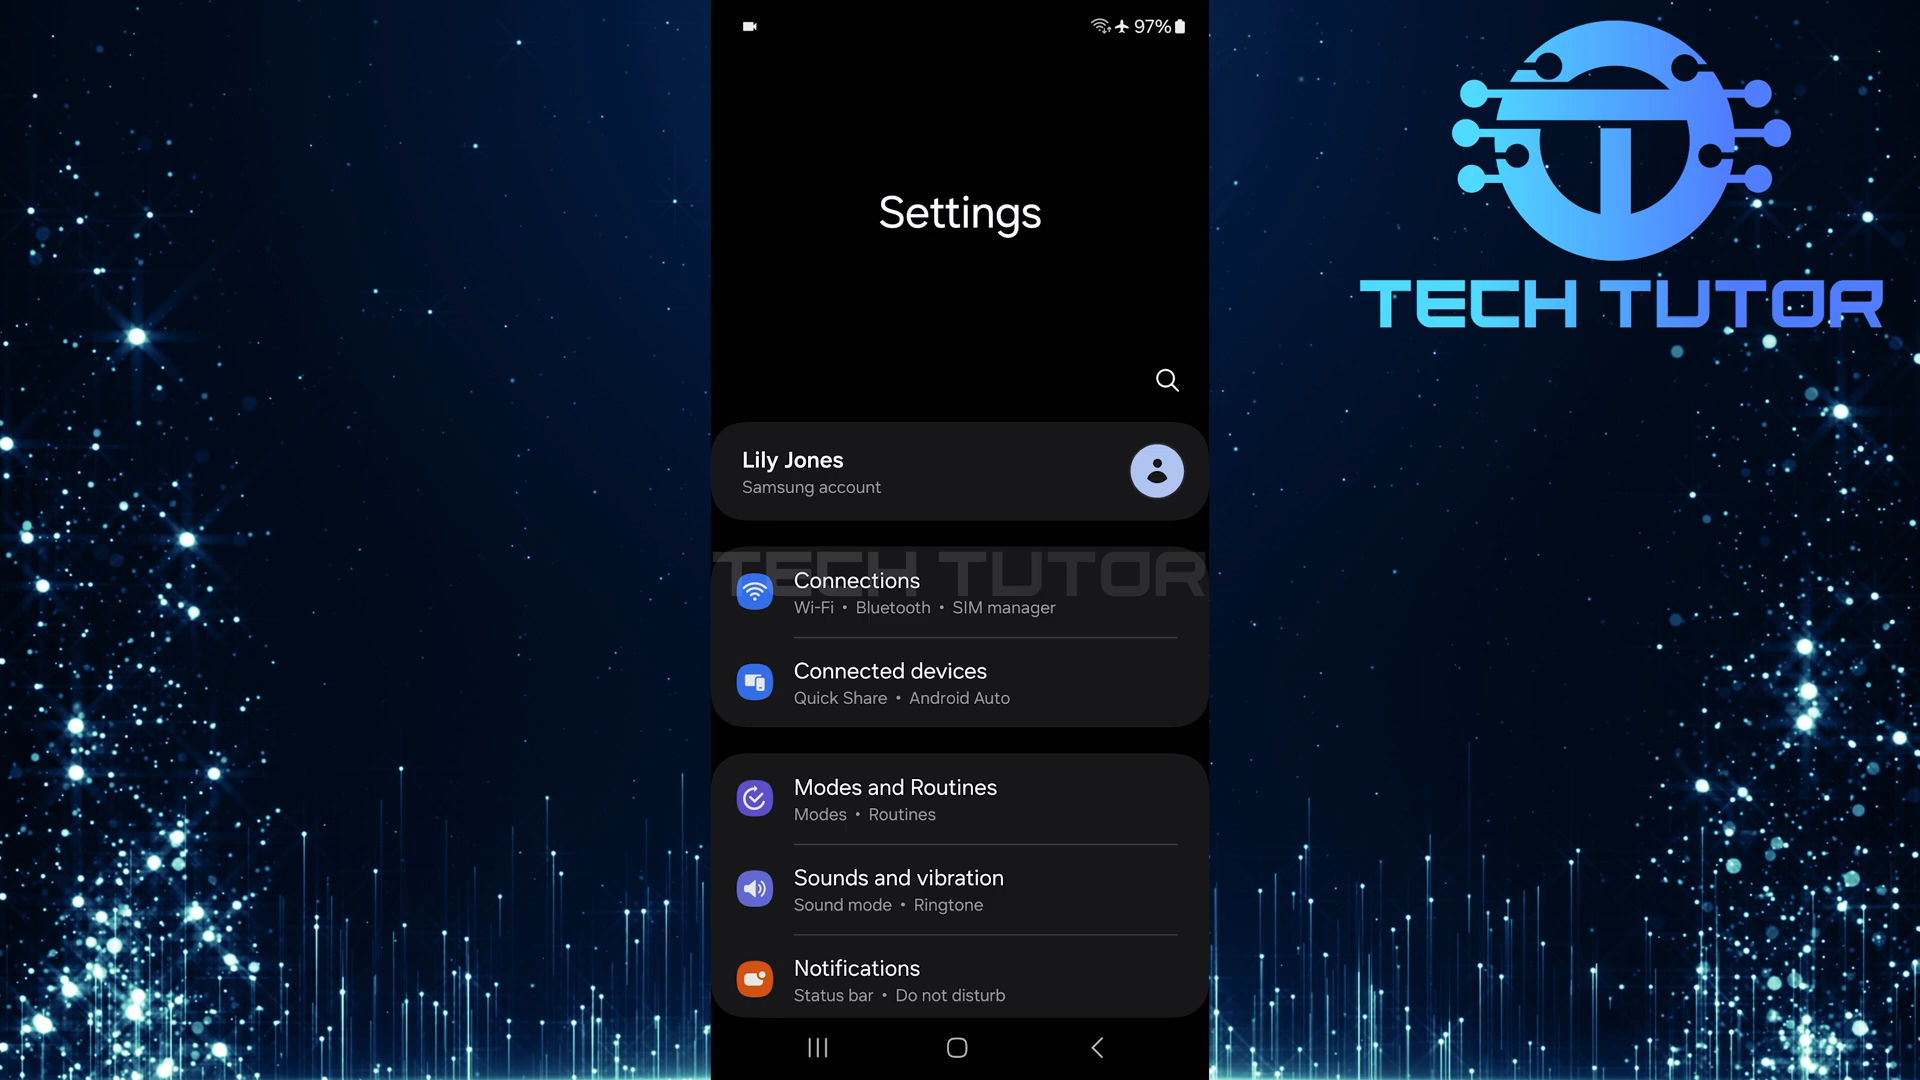 97%
TECH TUTOR
Settings
Lily Jones
Samsung account
TECH TUTOR
Connections
Wi-Fi • Bluetooth • SIM manager
Connected devices
Quick Share • Android Auto
Modes and Routines
Modes • Routines
Sounds and vibration
Sound mode • Ringtone
Notifications
Status bar • Do not disturb